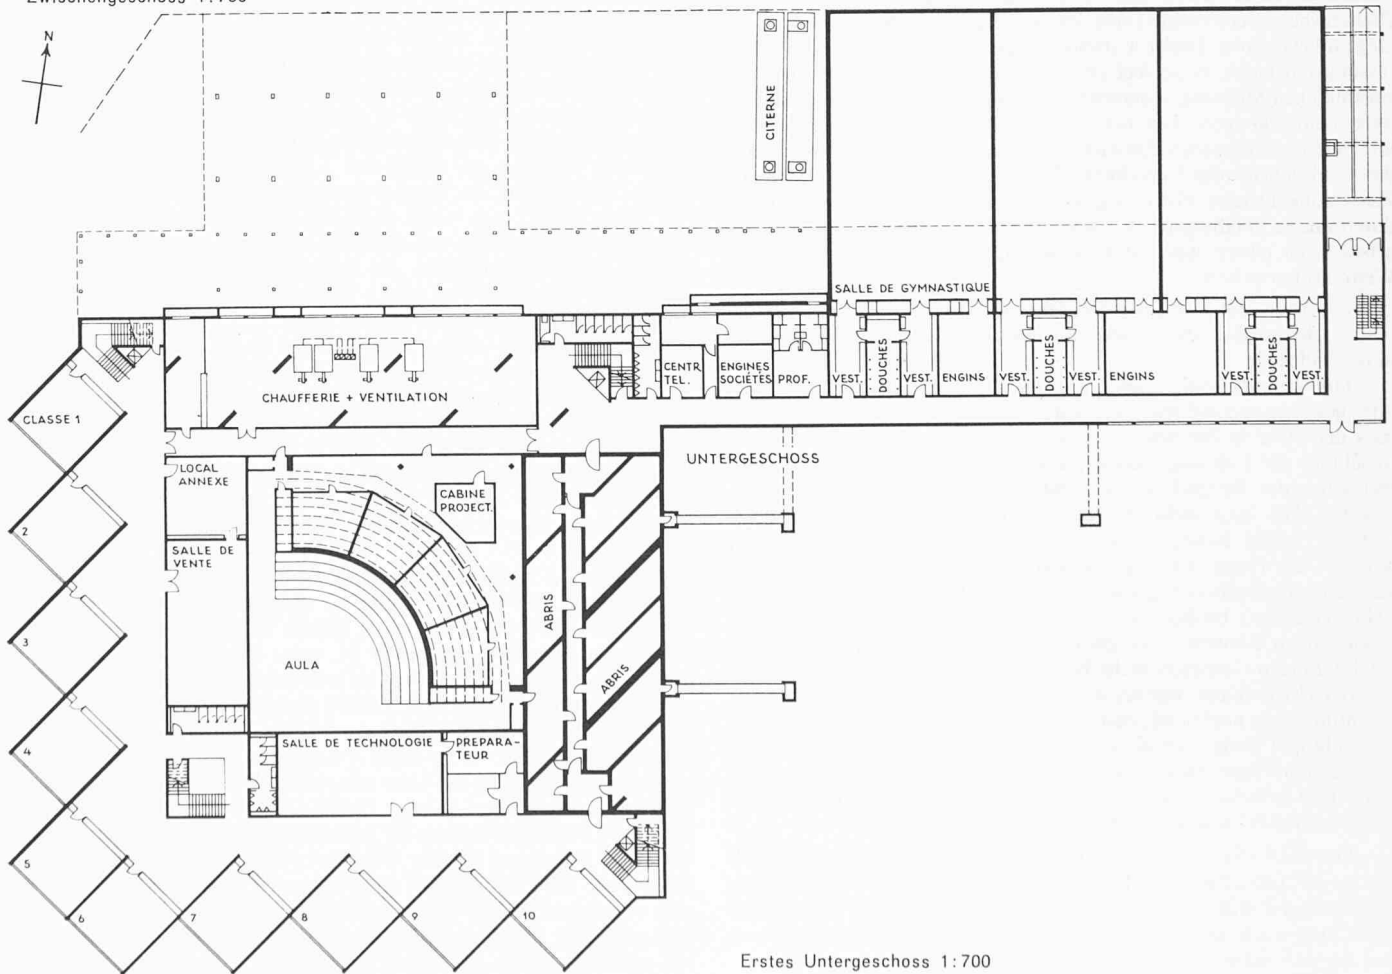 Zwischengeschoss 1:700
N
CITERNE
SALLE DE GYMNASTIQUE
CENTR.
TEL.
ENGINES
SOCIÉTÉS
PROF.
VEST.
DOUCHES
VEST.
ENGINS
VEST.
DOUCHES
VEST.
ENGINS
VEST.
DOUCHES
VEST.
CHAUFFERIE + VENTILATION
CLASSE 1
LOCAL
ANNEXE
CABINE
PROJECT.
UNTERGESCHOSS
2
SALLE DE
VENTE
ABRIS
ABRIS
3
AULA
4
SALLE DE TECHNOLOGIE
PREPARA-
TEUR
5
6
7
8
9
10
Erstes Untergeschoss 1:700